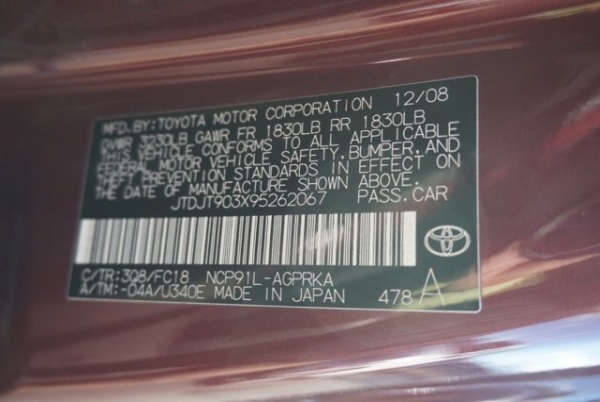 MFD.BY:TOYOTA MOTOR CORPORATION 12/08
GVWR 3230LB GAWR FR 1830LB RR 1830LB
THIS VEHICLE CONFORMS TO ALL APPLICABLE
FEDERAL MOTOR VEHICLE SAFETY,BUMPER,AND
THEFT PREVENTION STANDARDS IN EFFECT ON
THE DATE OF MANUFACTURE SHOWN ABOVE.
JTDJT903X95262067 PASS.CAR
C/TR:3Q8/FC18 NCP91L-AGPRKA
A/TM:-04A/U340E MADE IN JAPAN 478 A